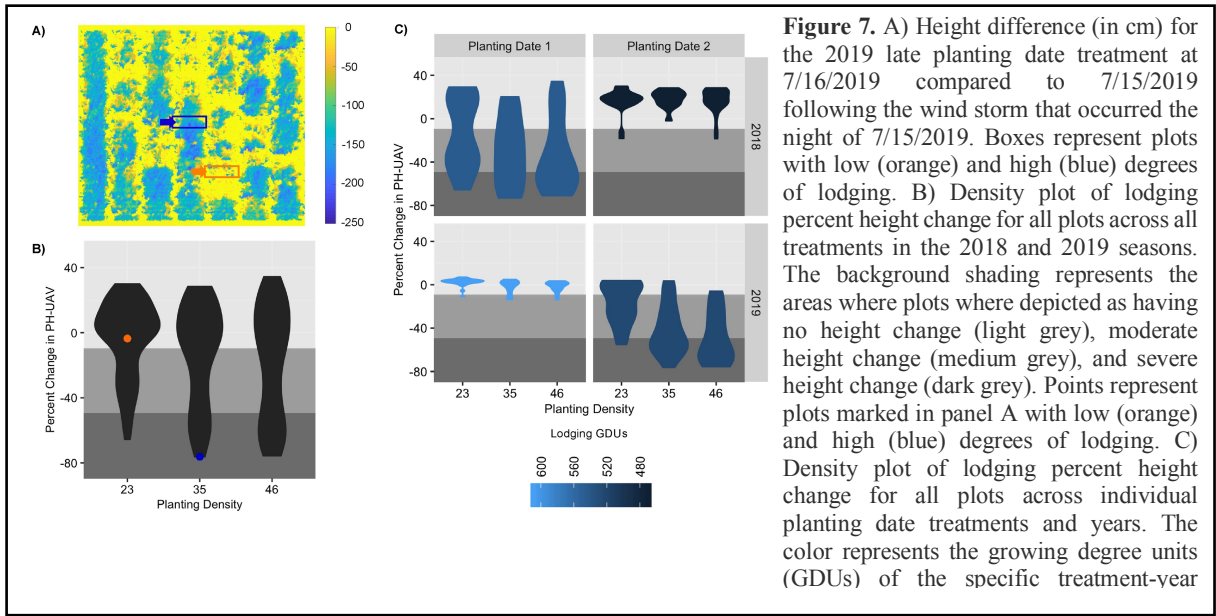 A)
0
-50
-100
-150
-200
-250
B)
Percent Change in PH-UAV
40
0
-40
-80
23
35
46
Planting Density
C)
Planting Date 1
Planting Date 2
Percent Change in PH-UAV
40
0
-40
-80
2018
Percent Change in PH-UAV
40
0
-40
-80
2019
23
35
46
23
35
46
Planting Density
Lodging GDUs
600
560
520
480
Figure 7. A) Height difference (in cm) for
the 2019 late planting date treatment at
7/16/2019 compared to 7/15/2019
following the wind storm that occurred the
night of 7/15/2019. Boxes represent plots
with low (orange) and high (blue) degrees
of lodging. B) Density plot of lodging
percent height change for all plots across all
treatments in the 2018 and 2019 seasons.
The background shading represents the
areas where plots where depicted as having
no height change (light grey), moderate
height change (medium grey), and severe
height change (dark grey). Points represent
plots marked in panel A with low (orange)
and high (blue) degrees of lodging. C)
Density plot of lodging percent height
change for all plots across individual
planting date treatments and years. The
color represents the growing degree units
(GDUs) of the specific treatment-year